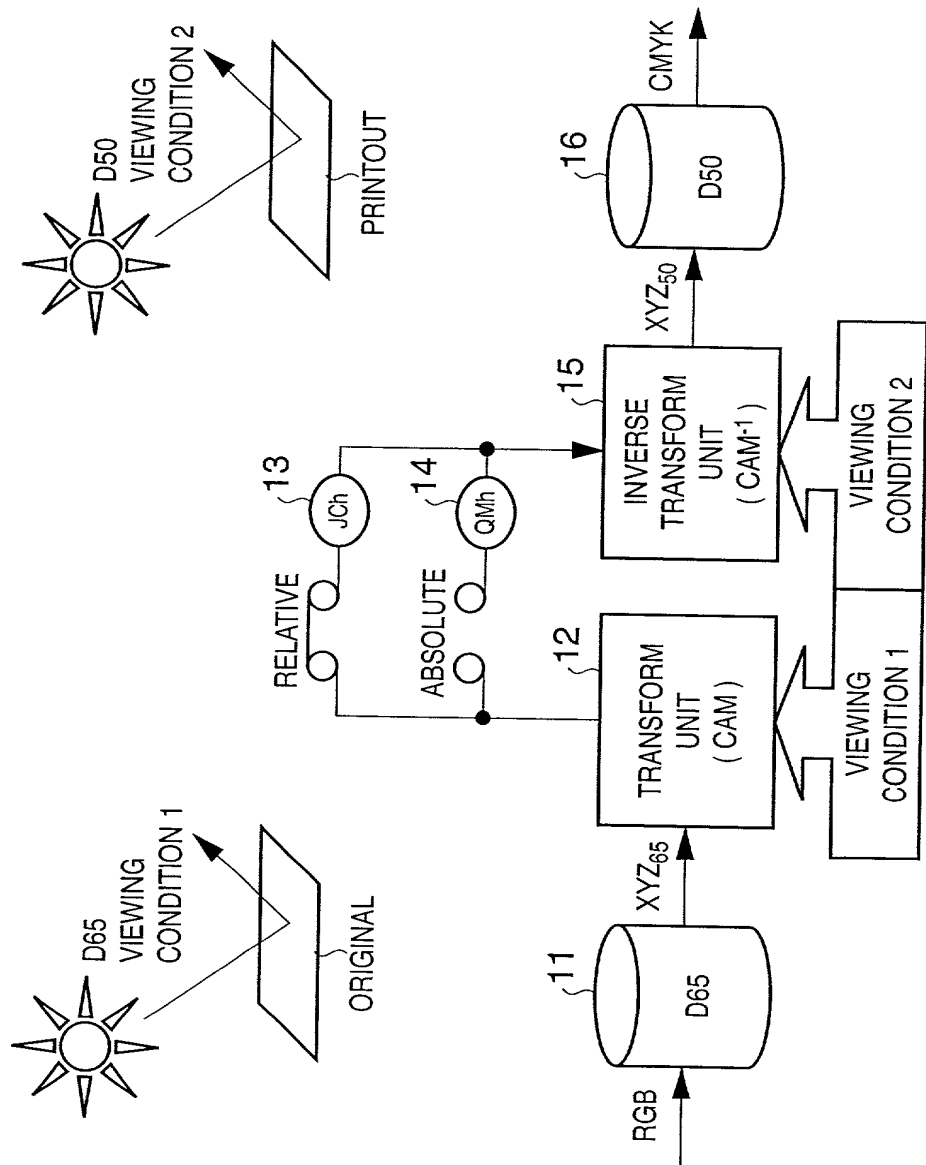 D65
VIEWING
CONDITION 1
ORIGINAL
D50
VIEWING
CONDITION 2
PRINTOUT
RELATIVE
13
JCh
ABSOLUTE
14
QMh
RGB
11
D65
XYZ65
12
TRANSFORM
UNIT
(CAM)
15
INVERSE
TRANSFORM
UNIT
(CAM-1)
XYZ50
16
D50
CMYK
VIEWING
CONDITION 1
VIEWING
CONDITION 2